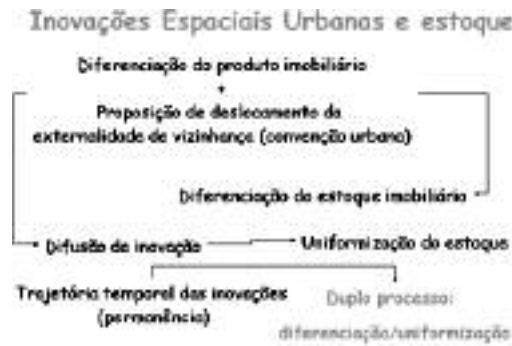 Inovações Espaciais Urbanas e estoque
Diferenciação do produto imobiliário
+
Proposição de deslocamento da
externalidade de vizinhança (convenção urbana)
Diferenciação do estoque imobiliário
Difusão da inovação
Uniformização do estoque
Trajetória temporal das inovações
(permanência)
Duplo processo:
diferenciação/uniformização